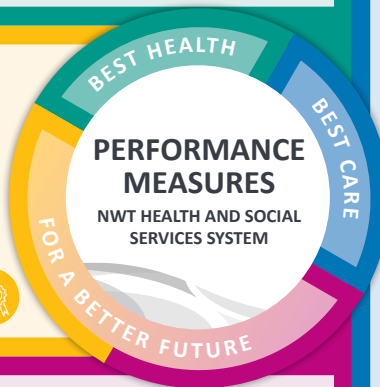 BEST HEALTH
BEST CARE
PERFORMANCE
MEASURES
NWT HEALTH AND SOCIAL
SERVICES SYSTEM
FOR A BETTER FUTURE